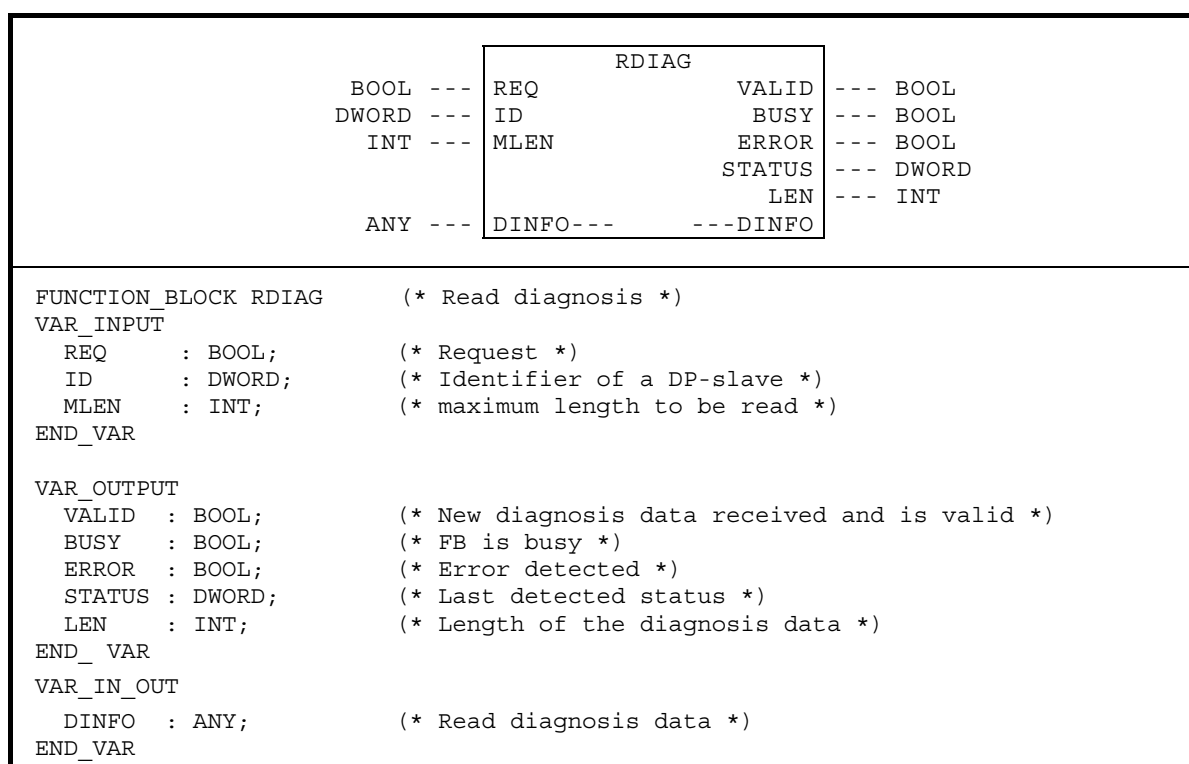 RDIAG
BOOL --- REQ VALID --- BOOL
DWORD --- ID BUSY --- BOOL
INT --- MLEN ERROR --- BOOL
STATUS --- DWORD
LEN --- INT
ANY --- DINFO--- ---DINFO
FUNCTION_BLOCK RDIAG (* Read diagnosis *)
VAR_INPUT
REQ : BOOL; (* Request *)
ID : DWORD; (* Identifier of a DP-slave *)
MLEN : INT; (* maximum length to be read *)
END_VAR
VAR_OUTPUT
VALID : BOOL; (* New diagnosis data received and is valid *)
BUSY : BOOL; (* FB is busy *)
ERROR : BOOL; (* Error detected *)
STATUS : DWORD; (* Last detected status *)
LEN : INT; (* Length of the diagnosis data *)
END_ VAR
VAR_IN_OUT
DINFO : ANY; (* Read diagnosis data *)
END_VAR